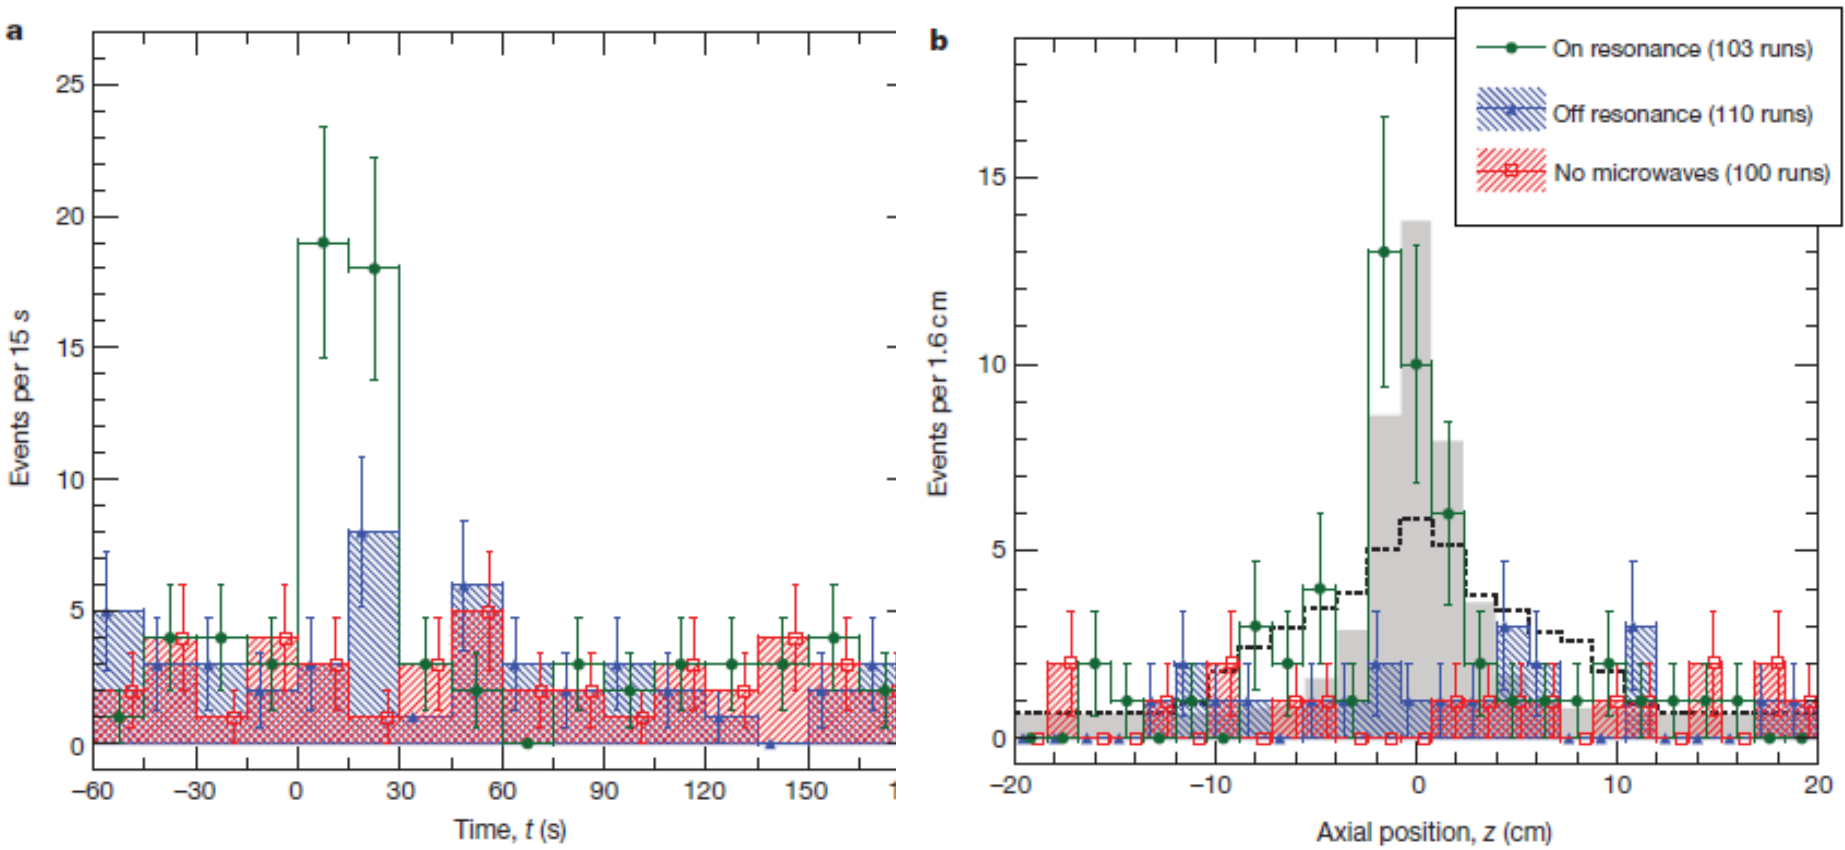 a
Events per 15 s
25
20
15
10
5
0
−60 −30 0 30 60 90 120 150 1
Time, t (s)
b
Events per 1.6 cm
15
10
5
0
−20 −10 0 10 20
Axial position, z (cm)
On resonance (103 runs)
Off resonance (110 runs)
No microwaves (100 runs)